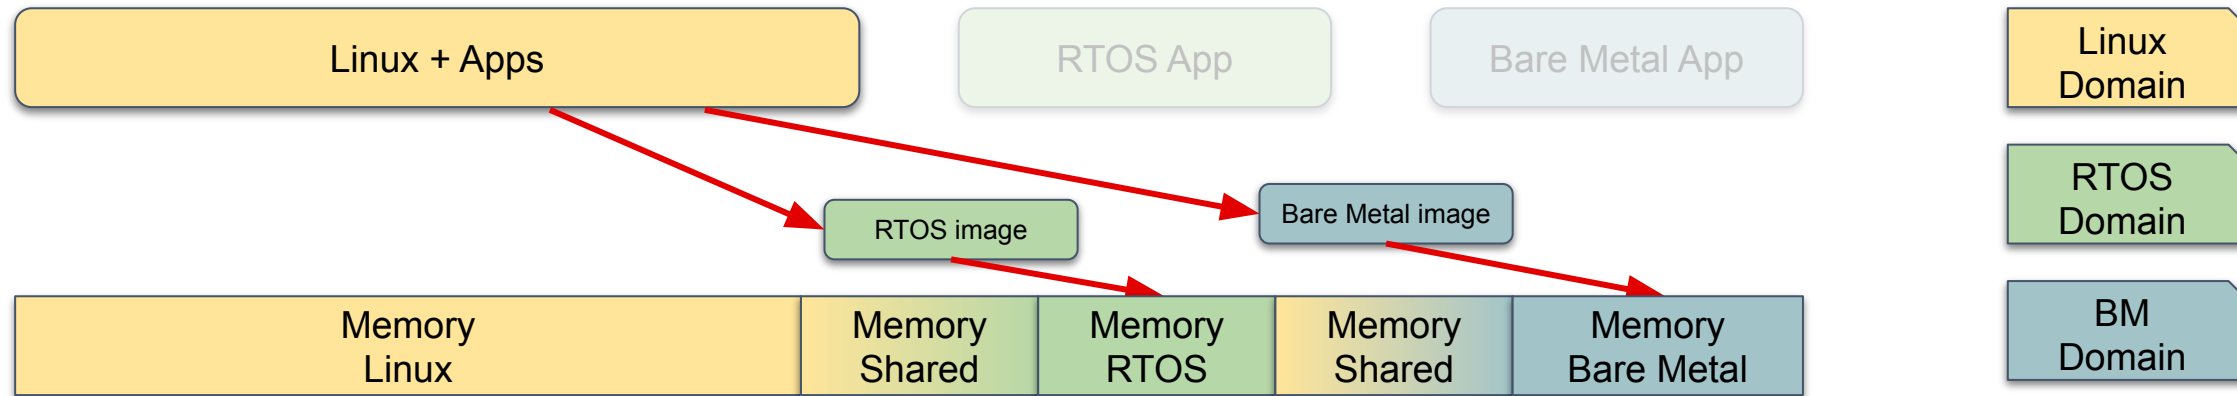 Linux + Apps
RTOS App
Bare Metal App
Linux
Domain
RTOS
Domain
RTOS image
Bare Metal image
Memory
Linux
Memory
Shared
Memory
RTOS
Memory
Shared
Memory
Bare Metal
BM
Domain